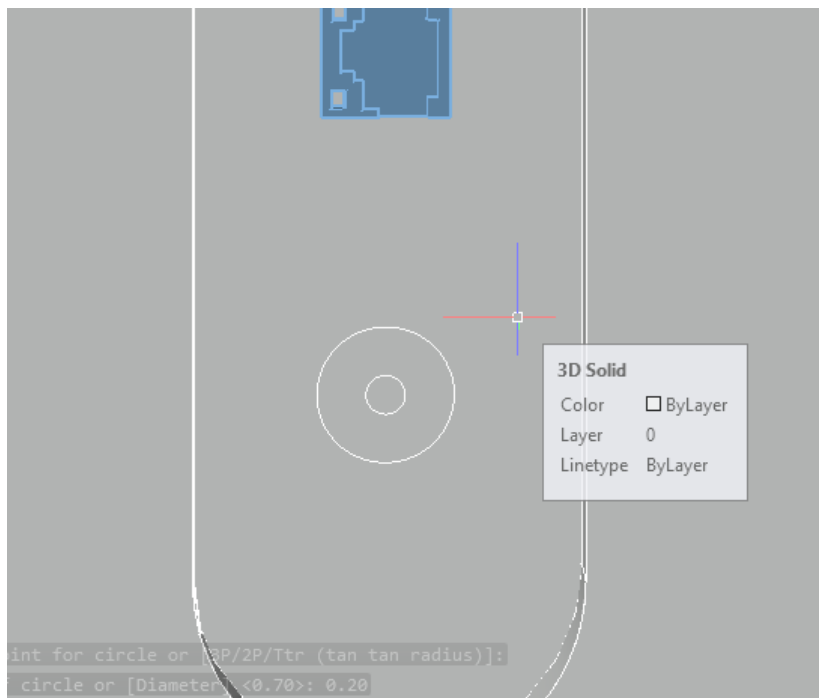 3D Solid
Color ByLayer
Layer 0
Linetype ByLayer
oint for circle or [3P/2P/Ttr (tan tan radius)]:
circle or [Diameter] <0.70>: 0.20